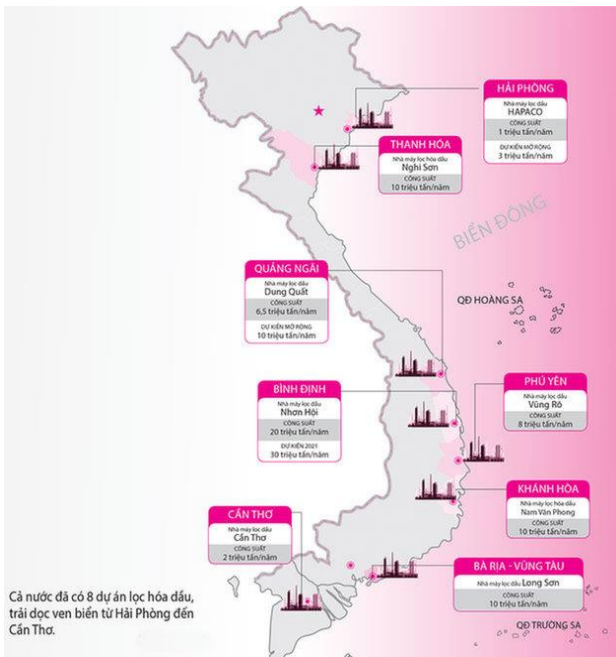 HẢI PHÒNG
Nhà máy lọc dầu
HAPACO
CÔNG SUẤT
1 triệu tấn/năm
DỰ KIẾN MỞ RỘNG
3 triệu tấn/năm
THANH HÓA
Nhà máy lọc hóa dầu
Nghi Sơn
CÔNG SUẤT
10 triệu tấn/năm
BIỂN ĐÔNG
QUẢNG NGÃI
Nhà máy lọc dầu
Dung Quất
CÔNG SUẤT
6,5 triệu tấn/năm
DỰ KIẾN MỞ RỘNG
10 triệu tấn/năm
QĐ HOÀNG SA
BÌNH ĐỊNH
Nhà máy lọc dầu
Nhơn Hội
CÔNG SUẤT
20 triệu tấn/năm
DỰ KIẾN 2021
30 triệu tấn/năm
PHÚ YÊN
Nhà máy lọc dầu
Vũng Rô
CÔNG SUẤT
8 triệu tấn/năm
KHÁNH HÒA
Nhà máy lọc hóa dầu
Nam Vân Phong
CÔNG SUẤT
10 triệu tấn/năm
CẦN THƠ
Nhà máy lọc dầu
Cần Thơ
CÔNG SUẤT
2 triệu tấn/năm
BÀ RỊA - VŨNG TÀU
Nhà máy lọc dầu Long Sơn
CÔNG SUẤT
10 triệu tấn/năm
Cả nước đã có 8 dự án lọc hóa dầu,
trải dọc ven biển từ Hải Phòng đến
Cần Thơ.
QĐ TRƯỜNG SA